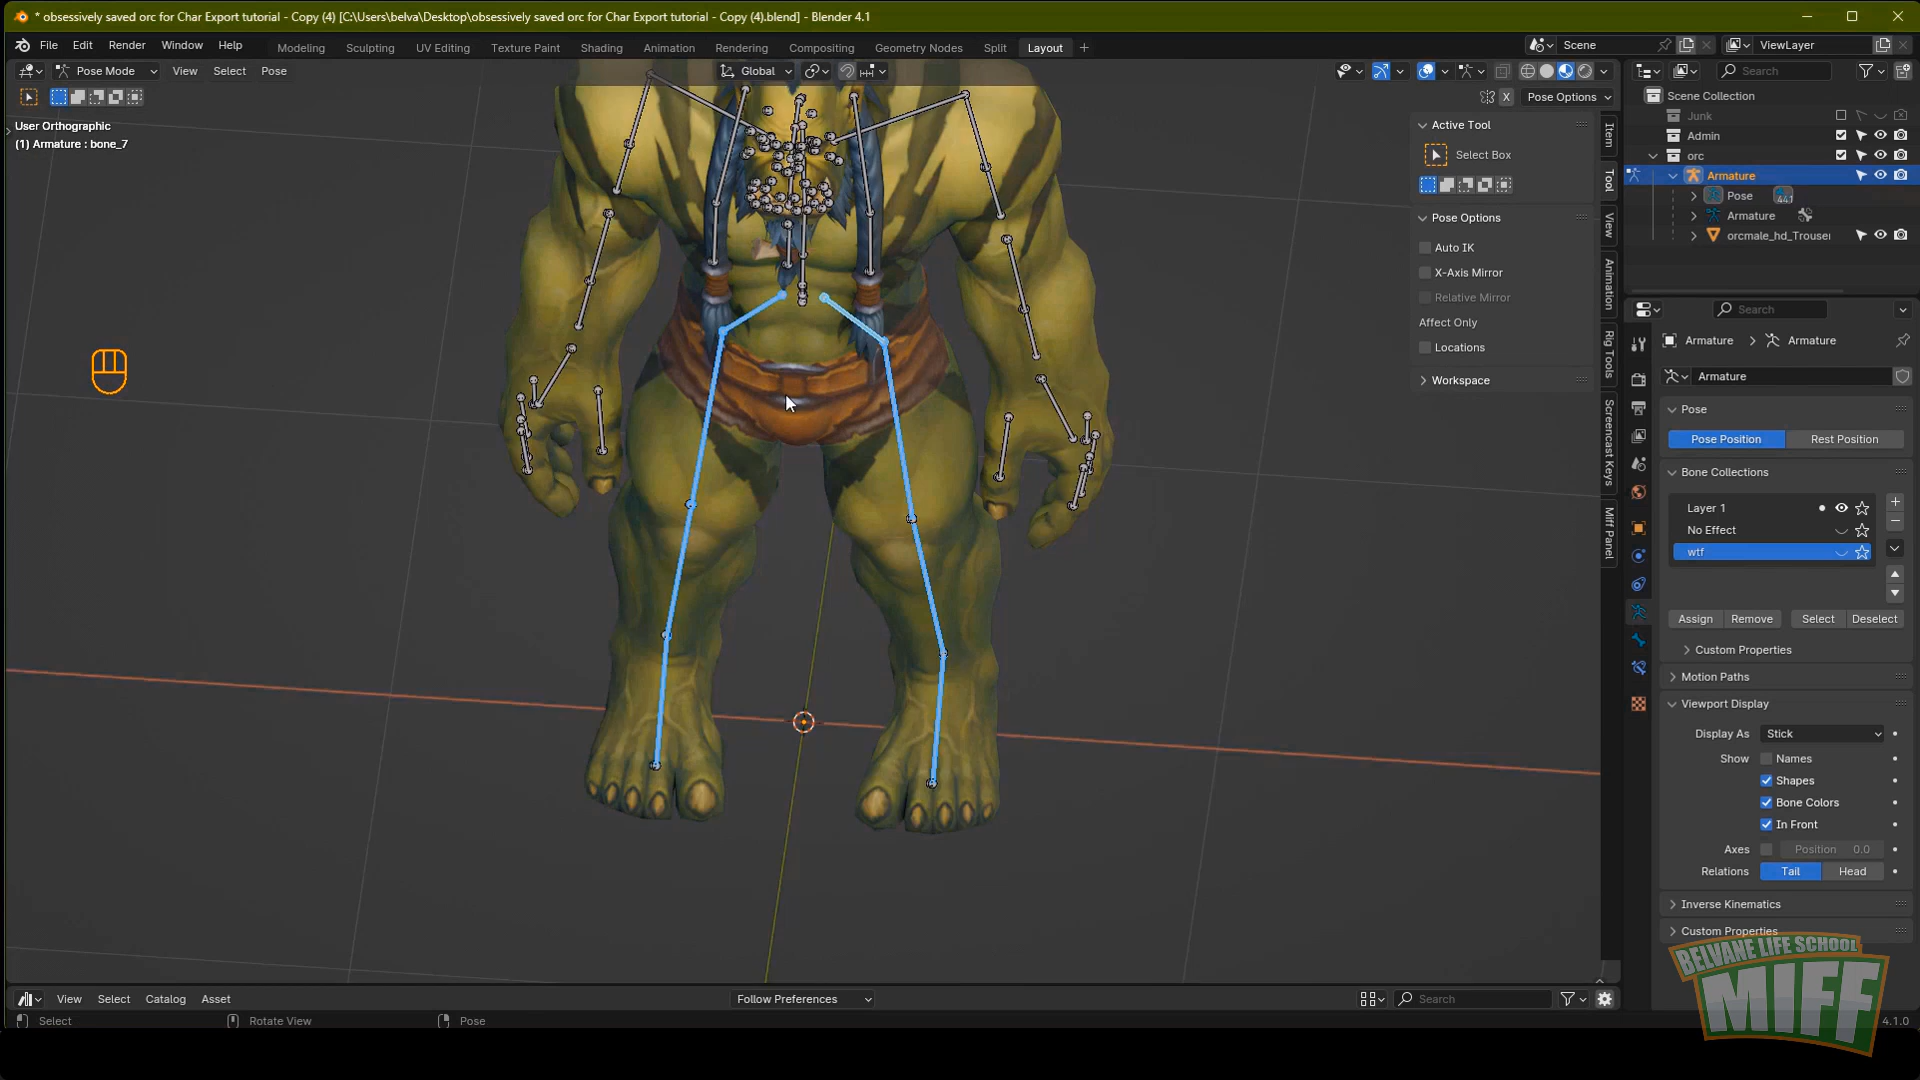 * obsessively saved orc for Char Export tutorial - Copy (4) [C:\Users\belva\Desktop\obsessively saved orc for Char Export tutorial - Copy (4).blend] - Blender 4.1
File Edit Render Window Help Modeling Sculpting UV Editing Texture Paint Shading Animation Rendering Compositing Geometry Nodes Split Layout + Scene ViewLayer
Pose Mode View Select Pose Global Search
X Pose Options
User Orthographic
(1) Armature : bone_7
Active Tool
Select Box
Pose Options
Auto IK
X-Axis Mirror
Relative Mirror
Affect Only
Locations
Workspace
Item
Tool
View
Animation
Rig Tools
Screencast Keys
Miff Panel
Scene Collection
Junk
Admin
orc
Armature
Pose 441
Armature
orcmale_hd_Trouser
Search
Armature > Armature
Armature
Pose
Pose Position Rest Position
Bone Collections
Layer 1
No Effect
wtf
Assign Remove Select Deselect
Custom Properties
Motion Paths
Viewport Display
Display As Stick
Show Names
Shapes
Bone Colors
In Front
Axes Position 0.0
Relations Tail Head
Inverse Kinematics
Custom Properties
BELVANE LIFE SCHOOL
MIFF
View Select Catalog Asset Follow Preferences Search
Select Rotate View Pose 4.1.0